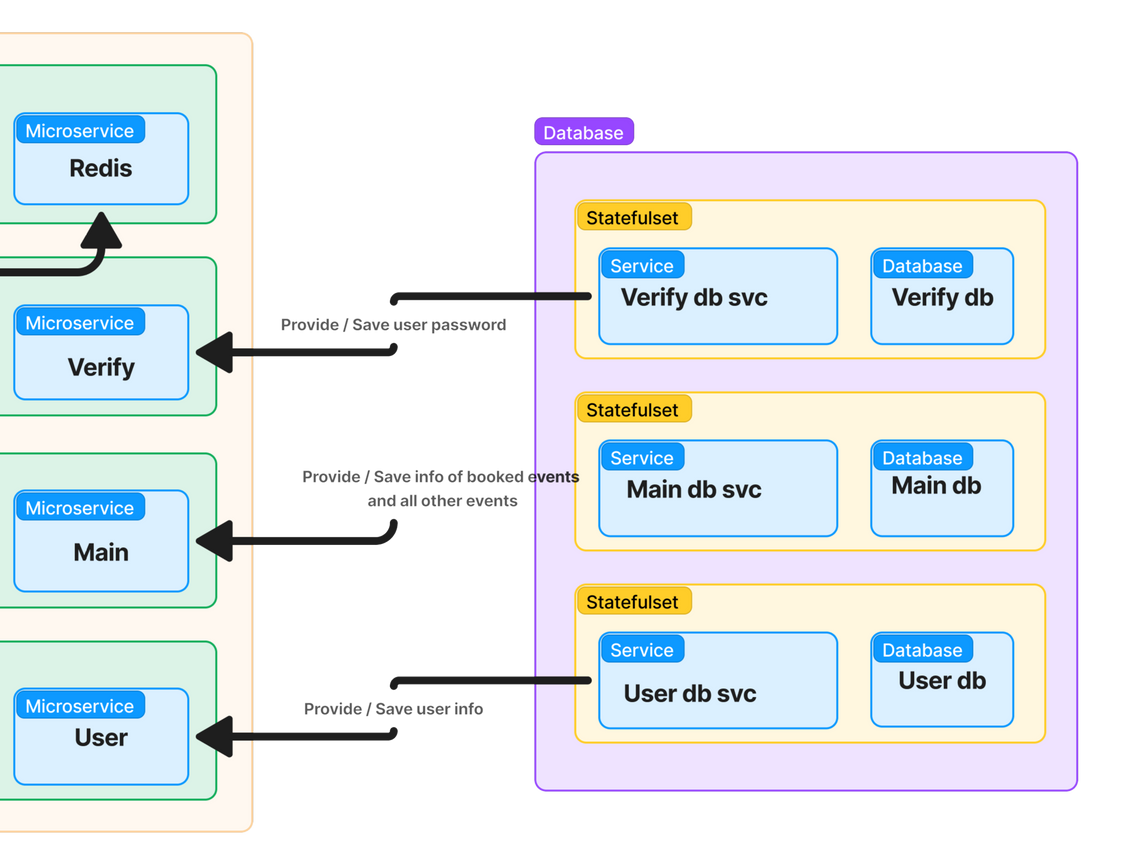 Microservice
Redis
Microservice
Verify
Microservice
Main
Microservice
User
Provide / Save user password
Provide / Save info of booked events
and all other events
Provide / Save user info
Database
Statefulset
Service
Verify db svc
Database
Verify db
Statefulset
Service
Main db svc
Database
Main db
Statefulset
Service
User db svc
Database
User db